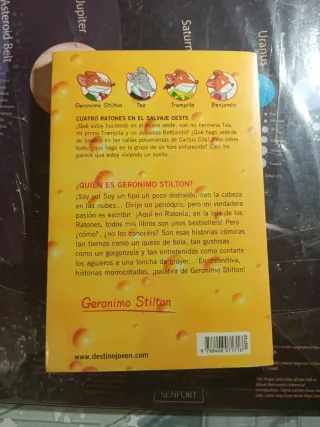 Asteroid Belt
Jupiter
Saturn
Uranus
Geronimo Stilton
Tea
Trampita
Benjamín
CUATRO RATONES EN EL SALVAJE OESTE
¿Qué estoy haciendo en el lejano oeste, con mi hermana Tea,
mi primo Trampita y mi sobrino Benjamín? ¿Qué hago vestido
de cowboy en las calles polvorientas de Cactus City? Pero sobre
todo, ¿qué hago en la grupa de un toro enfurecido? Casi me
parece que estoy viviendo un sueño.
¿QUIÉN ES GERONIMO STILTON?
¡Soy yo! Soy un tipo un poco distraído, con la cabeza
en las nubes... Dirijo un periódico, pero mi verdadera
pasión es escribir. ¡Aquí en Ratonia, en la Isla de los
Ratones, todos mis libros son unos bestsellers! Pero
¿cómo?, ¿no los conocéis? Son esas historias cómicas
tan tiernas como un queso de bola, tan gustosas
como un gorgonzola y tan entretenidas como contarle
los agujeros a una loncha de gruyer... En definitiva,
historias morrocotudas, ¡palabra de Geronimo Stilton!
Geronimo Stilton
www.destinojoven.com
SENFORT